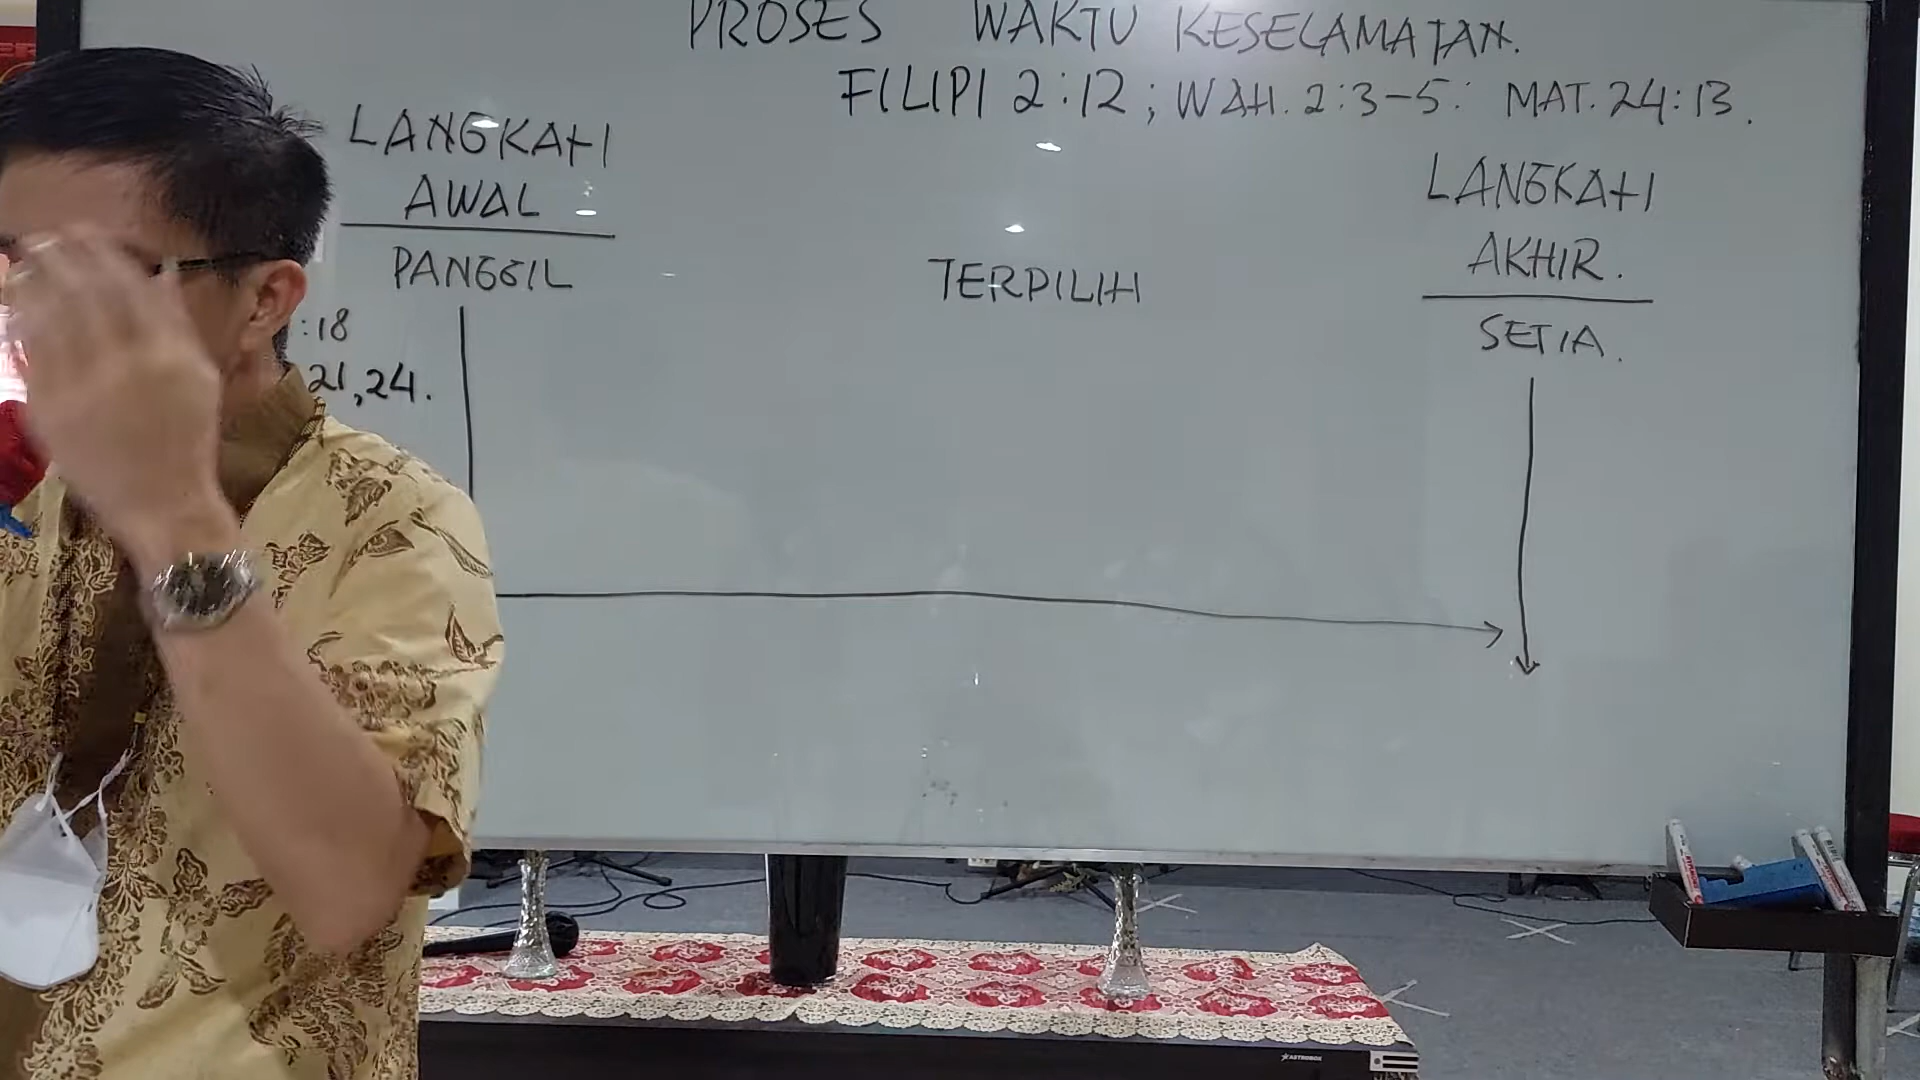 PROSES WAKTU KESELAMATAN.
FILIPI 2:12; WAH. 2:3-5: MAT. 24:13.
LANGKAH
AWAL
PANGGIL
:18
21,24.
TERPILIH
LANGKAH
AKHIR.
SETIA.
ASTROBOX